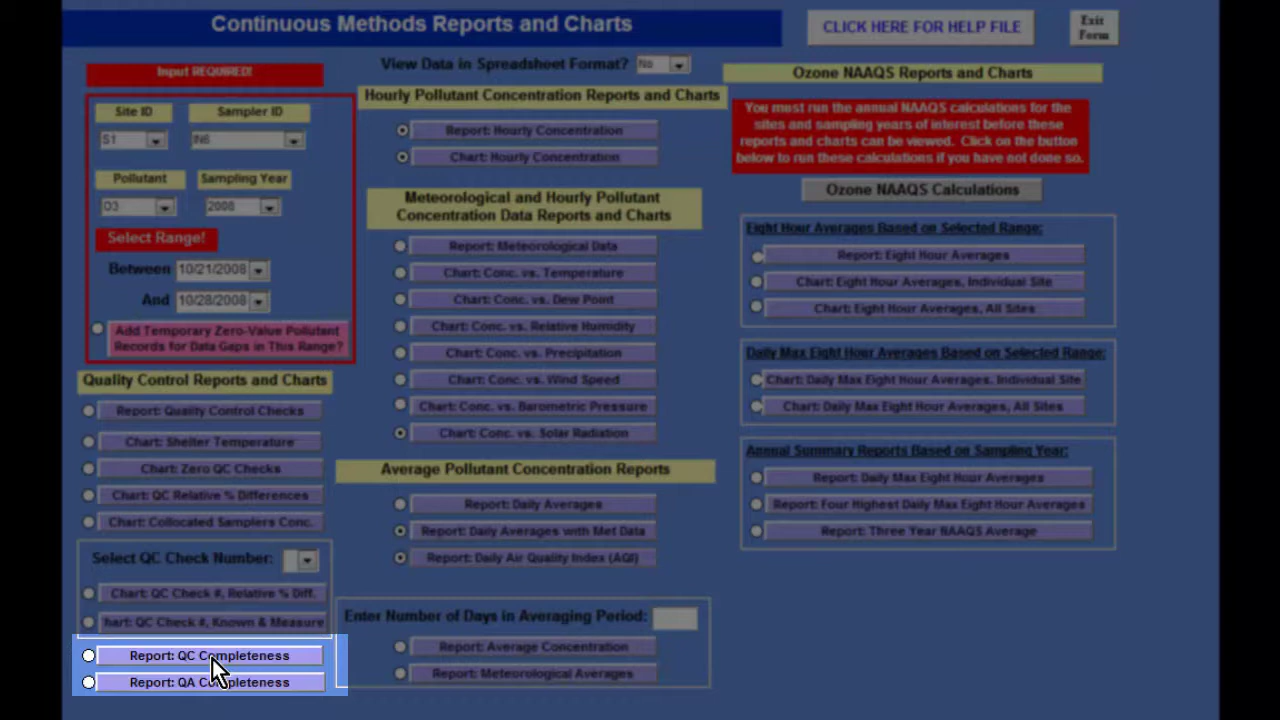 Continuous Methods Reports and Charts
CLICK HERE FOR HELP FILE
Exit
Form
Input REQUIRED!
Site ID
Sampler ID
S1
IN6
Pollutant
Sampling Year
O3
2008
Select Range!
Between
10/21/2008
And
10/28/2008
Add Temporary Zero-Value Pollutant
Records for Data Gaps in This Range?
Quality Control Reports and Charts
Report: Quality Control Checks
Chart: Shelter Temperature
Chart: Zero QC Checks
Chart: QC Relative % Differences
Chart: Collocated Samplers Conc.
Select QC Check Number:
Chart: QC Check #, Relative % Diff.
hart: QC Check #, Known & Measure
Report: QC Completeness
Report: QA Completeness
View Data in Spreadsheet Format?
No
Hourly Pollutant Concentration Reports and Charts
Report: Hourly Concentration
Chart: Hourly Concentration
Meteorological and Hourly Pollutant
Concentration Data Reports and Charts
Report: Meteorological Data
Chart: Conc. vs. Temperature
Chart: Conc. vs. Dew Point
Chart: Conc. vs. Relative Humidity
Chart: Conc. vs. Precipitation
Chart: Conc. vs. Wind Speed
Chart: Conc. vs. Barometric Pressure
Chart: Conc. vs. Solar Radiation
Average Pollutant Concentration Reports
Report: Daily Averages
Report: Daily Averages with Met Data
Report: Daily Air Quality Index (AQI)
Enter Number of Days in Averaging Period:
Report: Average Concentration
Report: Meteorological Averages
Ozone NAAQS Reports and Charts
You must run the annual NAAQS calculations for the
sites and sampling years of interest before these
reports and charts can be viewed. Click on the button
below to run these calculations if you have not done so.
Ozone NAAQS Calculations
Eight Hour Averages Based on Selected Range:
Report: Eight Hour Averages
Chart: Eight Hour Averages, Individual Site
Chart: Eight Hour Averages, All Sites
Daily Max Eight Hour Averages Based on Selected Range:
Chart: Daily Max Eight Hour Averages, Individual Site
Chart: Daily Max Eight Hour Averages, All Sites
Annual Summary Reports Based on Sampling Year:
Report: Daily Max Eight Hour Averages
Report: Four Highest Daily Max Eight Hour Averages
Report: Three Year NAAQS Average